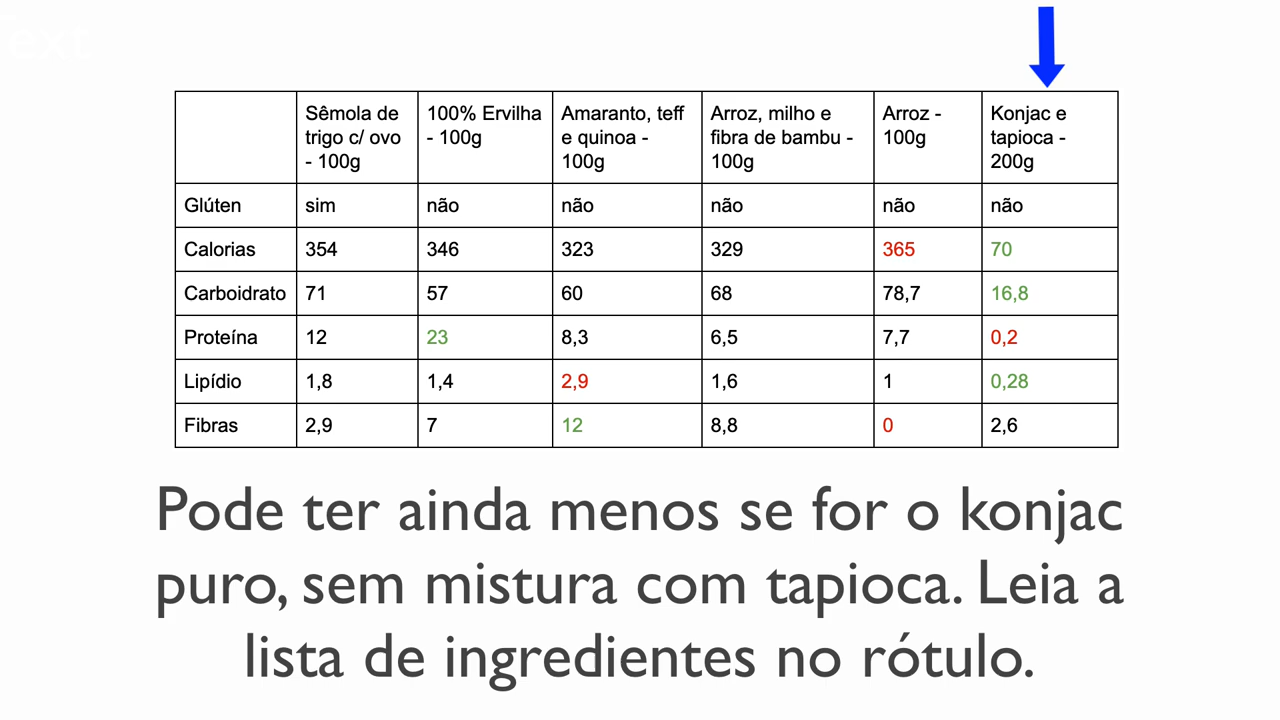 ext
Sêmola de trigo c/ ovo - 100g	100% Ervilha - 100g	Amaranto, teff e quinoa - 100g	Arroz, milho e fibra de bambu - 100g	Arroz - 100g	Konjac e tapioca - 200g
Glúten	sim	não	não	não	não	não
Calorias	354	346	323	329	365	70
Carboidrato	71	57	60	68	78,7	16,8
Proteína	12	23	8,3	6,5	7,7	0,2
Lipídio	1,8	1,4	2,9	1,6	1	0,28
Fibras	2,9	7	12	8,8	0	2,6
Pode ter ainda menos se for o konjac
puro, sem mistura com tapioca. Leia a
lista de ingredientes no rótulo.